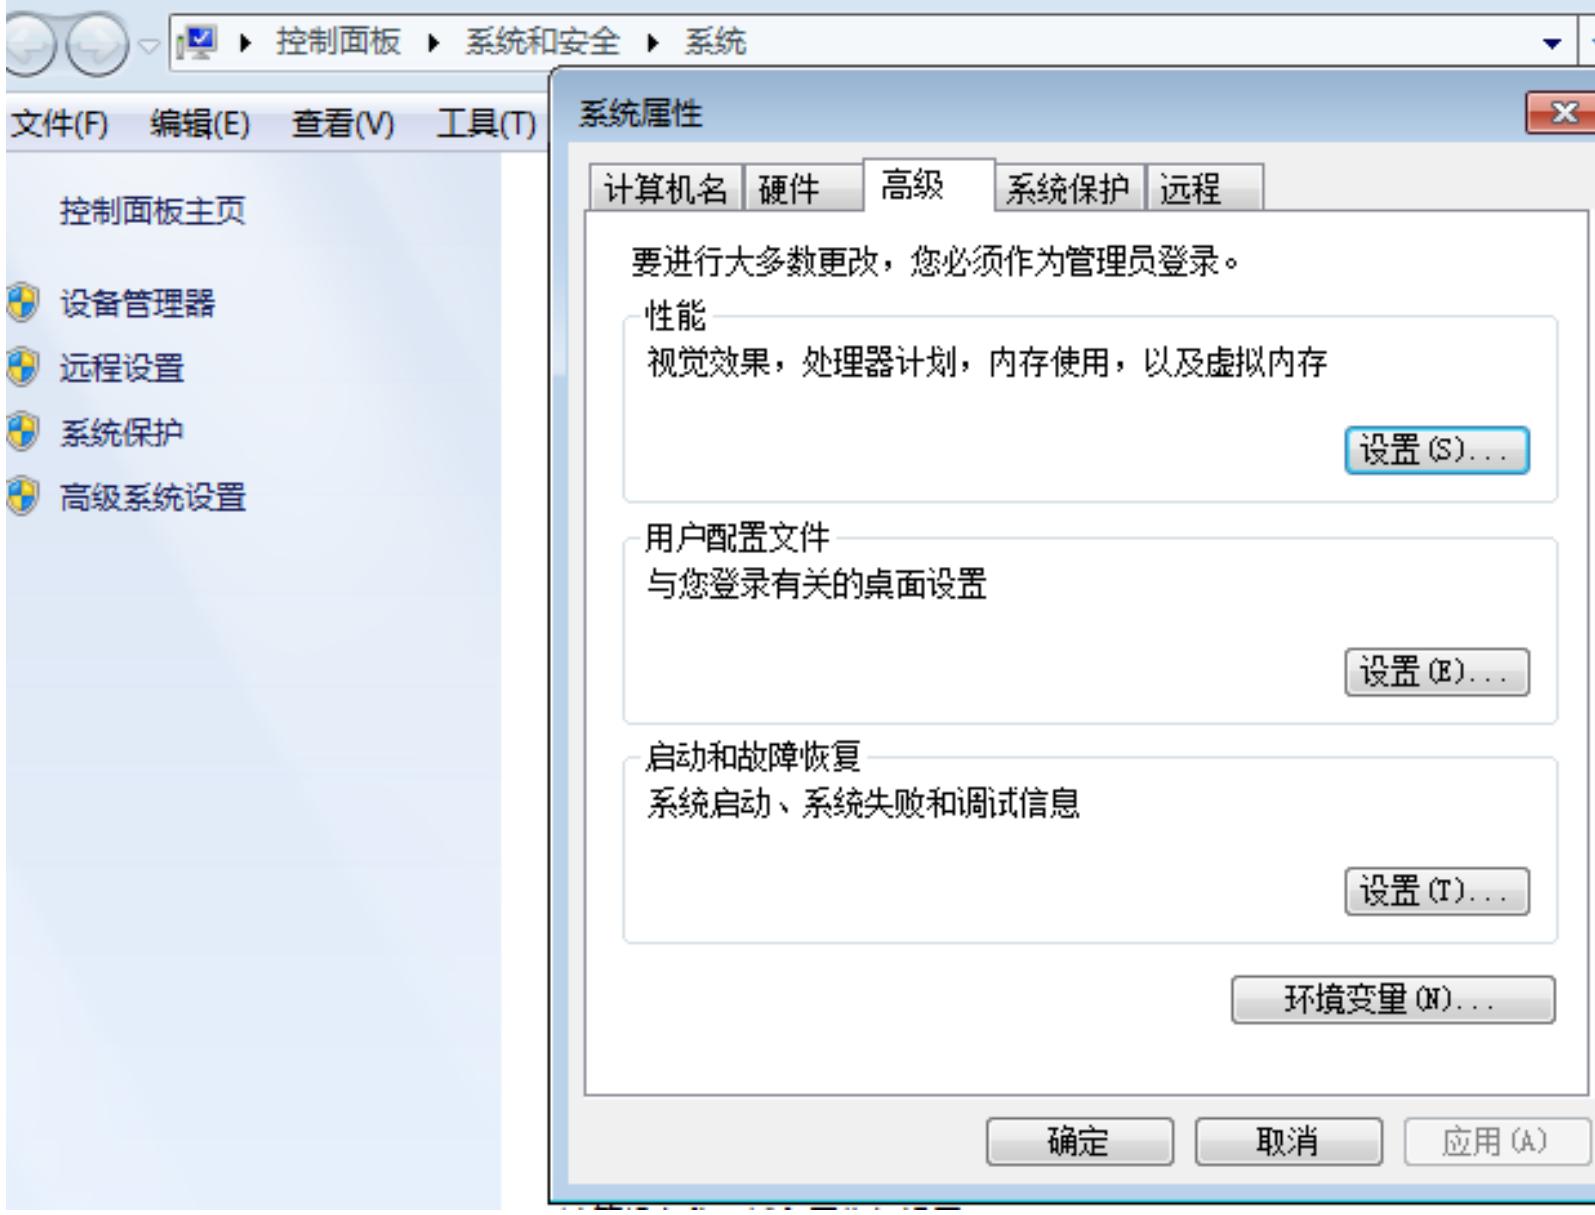 控制面板 系统和安全 系统
文件(F) 编辑(E) 查看(V) 工具(T)
控制面板主页
设备管理器
远程设置
系统保护
高级系统设置
系统属性
计算机名 硬件 高级 系统保护 远程
要进行大多数更改，您必须作为管理员登录。
性能
视觉效果，处理器计划，内存使用，以及虚拟内存
设置(S)...
用户配置文件
与您登录有关的桌面设置
设置(E)...
启动和故障恢复
系统启动、系统失败和调试信息
设置(T)...
环境变量(N)...
确定 取消 应用(A)